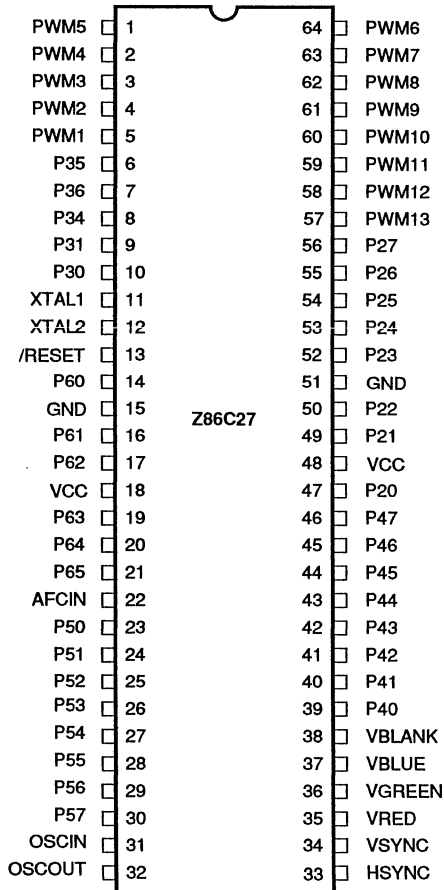 PWM5 1 64 PWM6
PWM4 2 63 PWM7
PWM3 3 62 PWM8
PWM2 4 61 PWM9
PWM1 5 60 PWM10
P35 6 59 PWM11
P36 7 58 PWM12
P34 8 57 PWM13
P31 9 56 P27
P30 10 55 P26
XTAL1 11 54 P25
XTAL2 12 53 P24
/RESET 13 52 P23
P60 14 51 GND
GND 15 50 P22
Z86C27
P61 16 49 P21
P62 17 48 VCC
VCC 18 47 P20
P63 19 46 P47
P64 20 45 P46
P65 21 44 P45
AFCIN 22 43 P44
P50 23 42 P43
P51 24 41 P42
P52 25 40 P41
P53 26 39 P40
P54 27 38 VBLANK
P55 28 37 VBLUE
P56 29 36 VGREEN
P57 30 35 VRED
OSCIN 31 34 VSYNC
OSCOUT 32 33 HSYNC